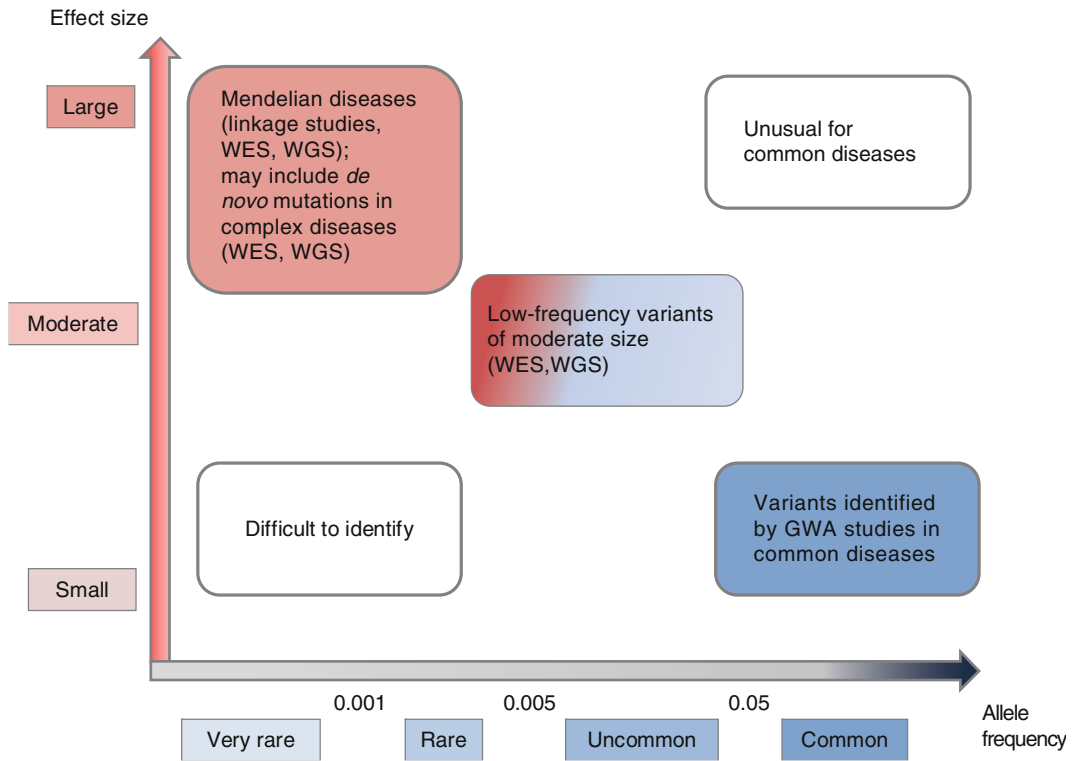 Effect size
Large
Mendelian diseases
(linkage studies,
WES, WGS);
may include de
novo mutations in
complex diseases
(WES, WGS)
Unusual for
common diseases
Moderate
Low-frequency variants
of moderate size
(WES,WGS)
Small
Difficult to identify
Variants identified
by GWA studies in
common diseases
0.001
0.005
0.05
Very rare
Rare
Uncommon
Common
Allele
frequency